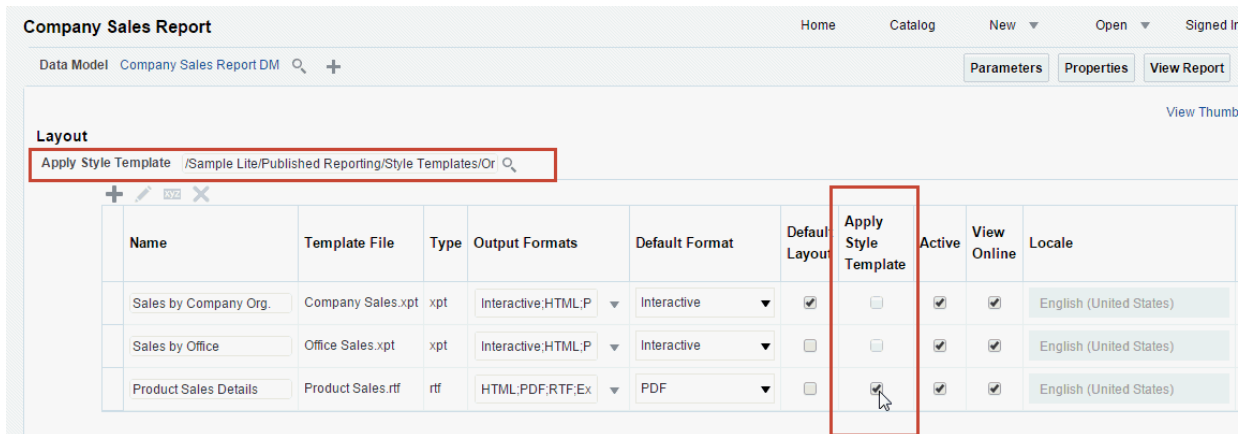 Company Sales Report Home Catalog New Open Signed In
Data Model Company Sales Report DM Parameters Properties View Report
View Thumb
Layout
Apply Style Template /Sample Lite/Published Reporting/Style Templates/Or
xyz
Name Template File Type Output Formats Default Format Default Layout Apply Style Template Active View Online Locale
Sales by Company Org. Company Sales.xpt xpt Interactive;HTML;P Interactive English (United States)
Sales by Office Office Sales.xpt xpt Interactive;HTML;P Interactive English (United States)
Product Sales Details Product Sales.rtf rtf HTML;PDF;RTF;Ex PDF English (United States)